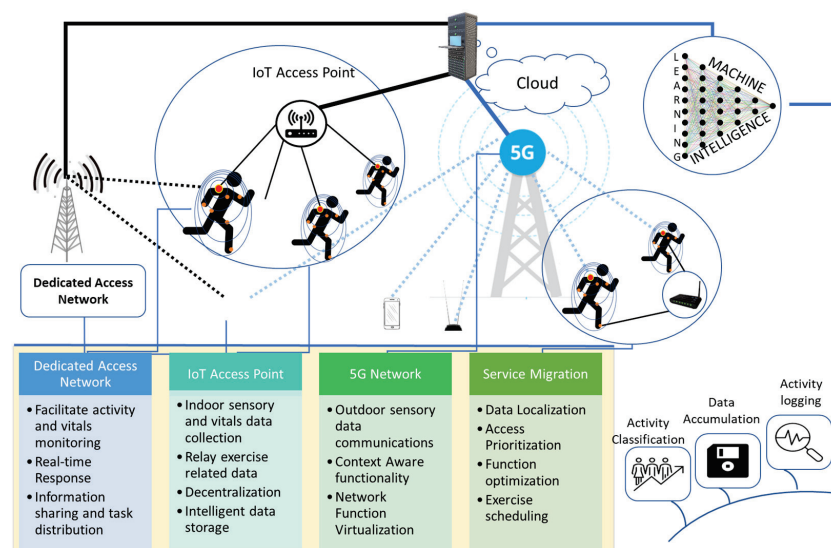 IoT Access Point
Cloud
5G
LEARNING
MACHINE
INTELLIGENCE
Dedicated Access
Network
Dedicated Access
Network
• Facilitate activity
and vitals
monitoring
• Real-time
Response
• Information
sharing and task
distribution
IoT Access Point
• Indoor sensory
and vitals data
collection
• Relay exercise
related data
• Decentralization
• Intelligent data
storage
5G Network
• Outdoor sensory
data
communications
• Context Aware
functionality
• Network
Function
Virtualization
Service Migration
• Data Localization
• Access
Prioritization
• Function
optimization
• Exercise
scheduling
Activity
Classification
Data
Accumulation
Activity
logging